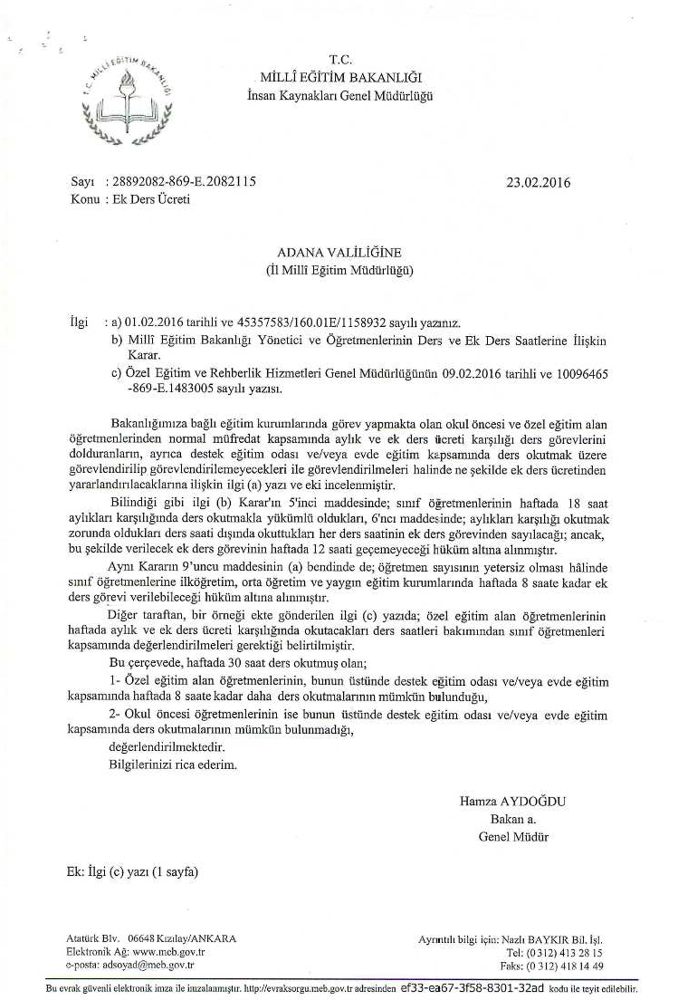 T.C.
MİLLÎ EĞİTİM BAKANLIĞI
İnsan Kaynakları Genel Müdürlüğü
T.C. MİLLÎ EĞİTİM BAKANLIĞI
Sayı : 28892082-869-E.2082115 23.02.2016
Konu : Ek Ders Ücreti
ADANA VALİLİĞİNE
(İl Millî Eğitim Müdürlüğü)
İlgi : a) 01.02.2016 tarihli ve 45357583/160.01E/1158932 sayılı yazınız.
b) Millî Eğitim Bakanlığı Yönetici ve Öğretmenlerinin Ders ve Ek Ders Saatlerine İlişkin
Karar.
c) Özel Eğitim ve Rehberlik Hizmetleri Genel Müdürlüğünün 09.02.2016 tarihli ve 10096465
-869-E.1483005 sayılı yazısı.
Bakanlığımıza bağlı eğitim kurumlarında görev yapmakta olan okul öncesi ve özel eğitim alan
öğretmenlerinden normal müfredat kapsamında aylık ve ek ders ücreti karşılığı ders görevlerini
dolduranların, ayrıca destek eğitim odası ve/veya evde eğitim kapsamında ders okutmak üzere
görevlendirilip görevlendirilemeyecekleri ile görevlendirilmeleri halinde ne şekilde ek ders ücretinden
yararlandırılacaklarına ilişkin ilgi (a) yazı ve eki incelenmiştir.
Bilindiği gibi ilgi (b) Karar'ın 5'inci maddesinde; sınıf öğretmenlerinin haftada 18 saat
aylıkları karşılığında ders okutmakla yükümlü oldukları, 6'ncı maddesinde; aylıkları karşılığı okutmak
zorunda oldukları ders saati dışında okuttukları her ders saatinin ek ders görevinden sayılacağı; ancak,
bu şekilde verilecek ek ders görevinin haftada 12 saati geçemeyeceği hüküm altına alınmıştır.
Aynı Kararın 9’uncu maddesinin (a) bendinde de; öğretmen sayısının yetersiz olması hâlinde
sınıf öğretmenlerine ilköğretim, orta öğretim ve yaygın eğitim kurumlarında haftada 8 saate kadar ek
ders görevi verilebileceği hüküm altına alınmıştır.
Diğer taraftan, bir örneği ekte gönderilen ilgi (c) yazıda; özel eğitim alan öğretmenlerinin
haftada aylık ve ek ders ücreti karşılığında okutacakları ders saatleri bakımından sınıf öğretmenleri
kapsamında değerlendirilmeleri gerektiği belirtilmiştir.
Bu çerçevede, haftada 30 saat ders okutmuş olan;
1- Özel eğitim alan öğretmenlerinin, bunun üstünde destek eğitim odası ve/veya evde eğitim
kapsamında haftada 8 saate kadar daha ders okutmalarının mümkün bulunduğu,
2- Okul öncesi öğretmenlerinin ise bunun üstünde destek eğitim odası ve/veya evde eğitim
kapsamında ders okutmalarının mümkün bulunmadığı,
değerlendirilmektedir.
Bilgilerinizi rica ederim.
Hamza AYDOĞDU
Bakan a.
Genel Müdür
Ek: İlgi (c) yazı (1 sayfa)
Atatürk Blv. 06648 Kızılay/ANKARA Ayrıntılı bilgi için: Nazlı BAYKIR Bil. İşl.
Elektronik Ağ: www.meb.gov.tr Tel: (0 312) 413 28 15
e-posta: adsoyad@meb.gov.tr Faks: (0 312) 418 14 49
Bu evrak güvenli elektronik imza ile imzalanmıştır. http://evraksorgu.meb.gov.tr adresinden ef33-ea67-3f58-8301-32ad kodu ile teyit edilebilir.